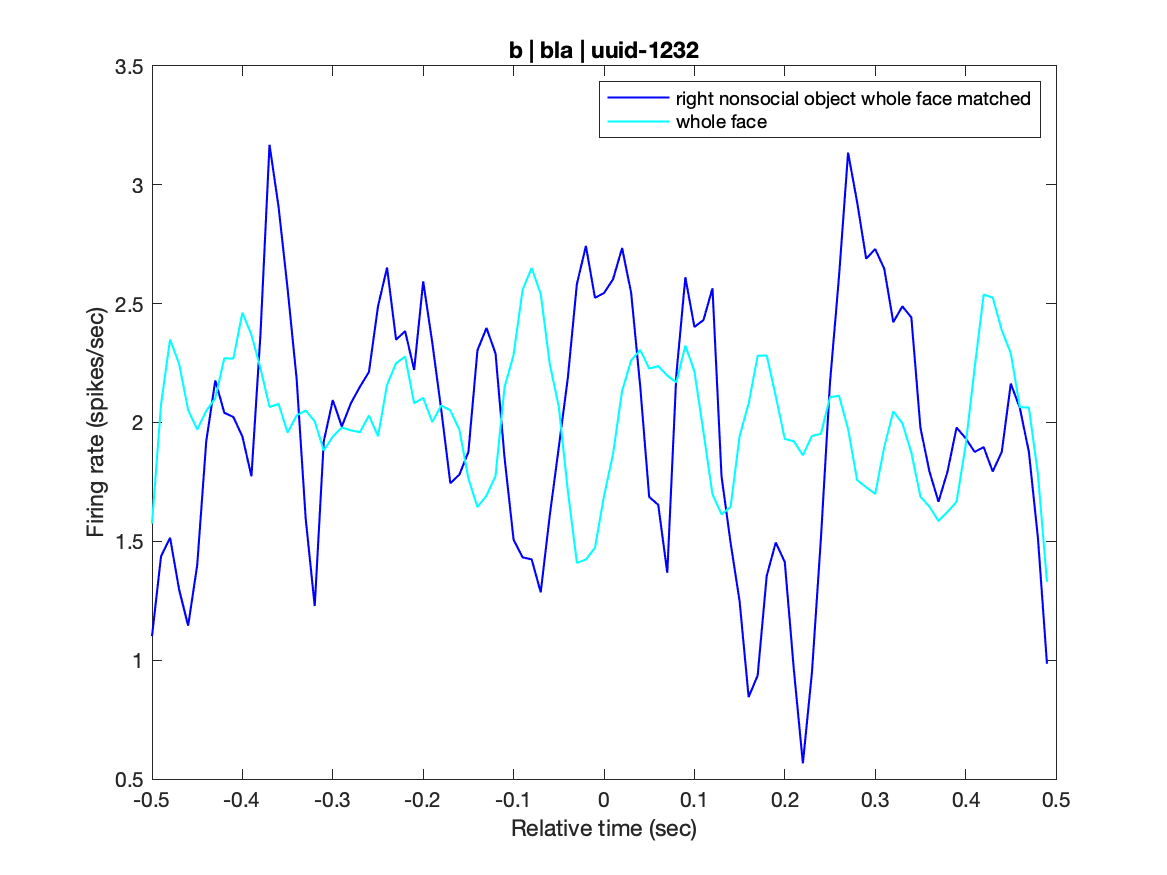 b | bla | uuid-1232
right nonsocial object whole face matched
whole face
3.5
3
2.5
2
1.5
1
0.5
Firing rate (spikes/sec)
-0.5 -0.4 -0.3 -0.2 -0.1 0 0.1 0.2 0.3 0.4 0.5
Relative time (sec)